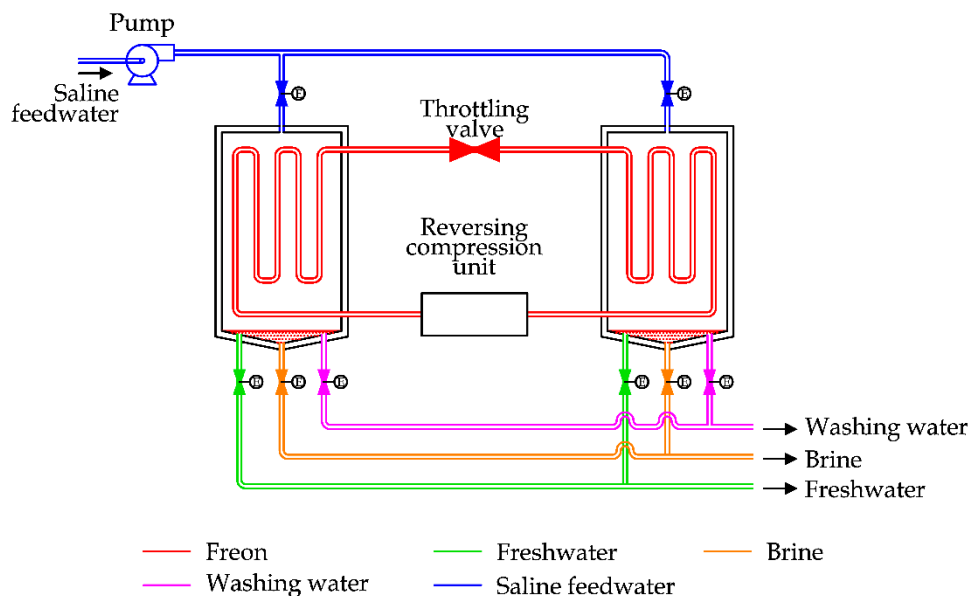 Pump
Saline
feedwater
E
E
Throttling
valve
Reversing
compression
unit
E
E
E
E
E
E
Washing water
Brine
Freshwater
Freon
Freshwater
Brine
Washing water
Saline feedwater